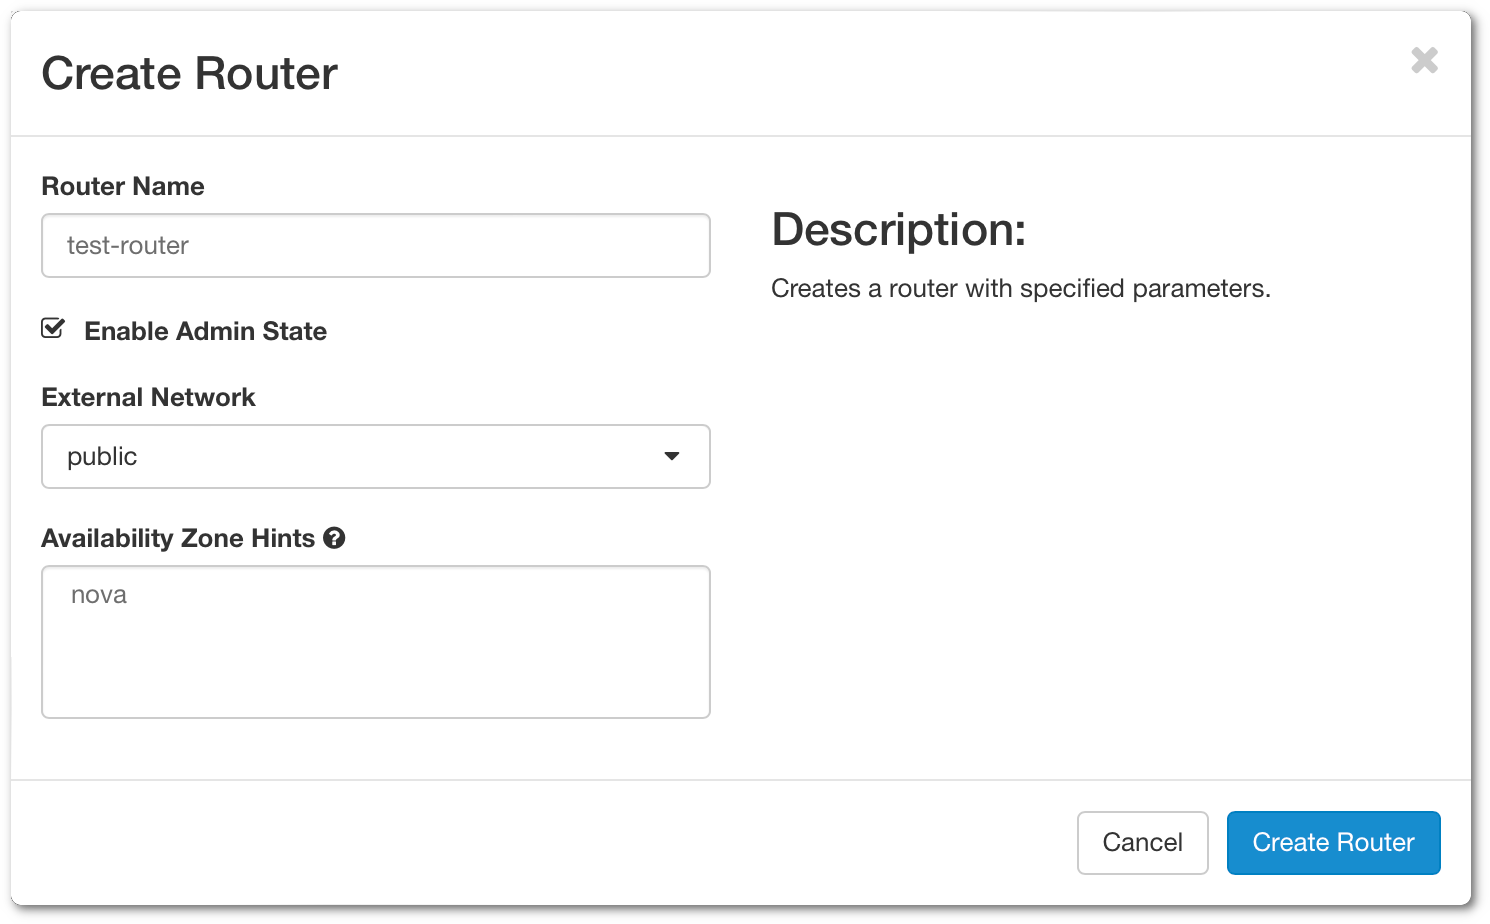 Create Router
Router Name
test-router
Enable Admin State
External Network
public
Availability Zone Hints
nova
Description:
Creates a router with specified parameters.
Cancel
Create Router